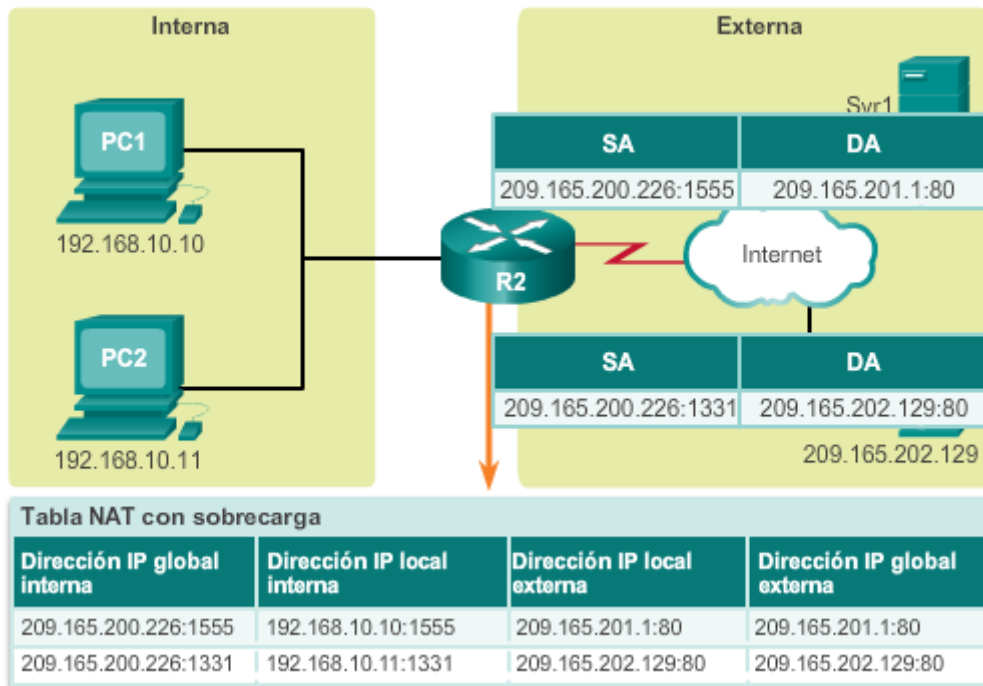 Interna
Externa
PC1
192.168.10.10
Svr1
SA DA
209.165.200.226:1555 209.165.201.1:80
R2
Internet
PC2
192.168.10.11
SA DA
209.165.200.226:1331 209.165.202.129:80
209.165.202.129
Tabla NAT con sobrecarga
Dirección IP global interna Dirección IP local interna Dirección IP local externa Dirección IP global externa
209.165.200.226:1555 192.168.10.10:1555 209.165.201.1:80 209.165.201.1:80
209.165.200.226:1331 192.168.10.11:1331 209.165.202.129:80 209.165.202.129:80